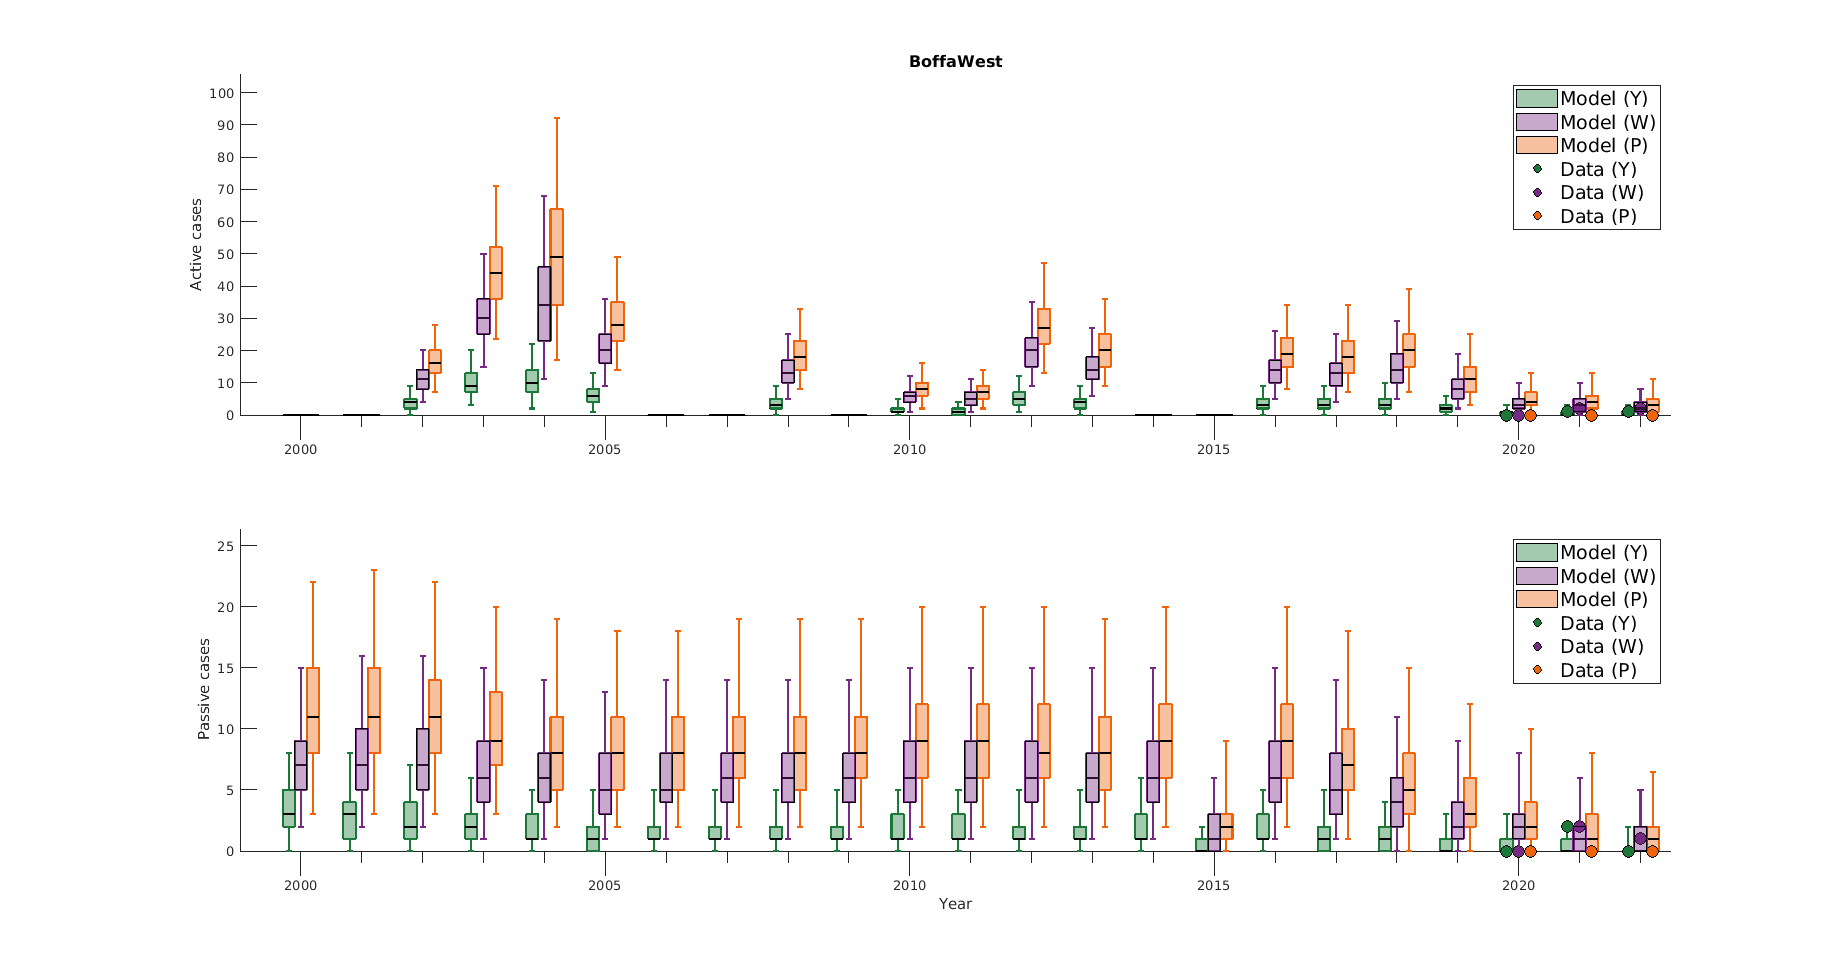 BoffaWest
Active cases
100
90
80
70
60
50
40
30
20
10
0
2000
2005
2010
2015
2020
Model (Y)
Model (W)
Model (P)
Data (Y)
Data (W)
Data (P)
Passive cases
25
20
15
10
5
0
2000
2005
2010
2015
2020
Year
Model (Y)
Model (W)
Model (P)
Data (Y)
Data (W)
Data (P)